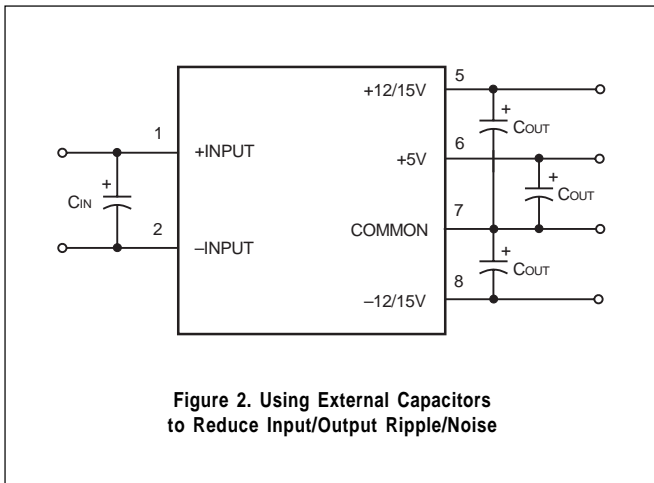 +12/15V
5
+
COUT
6
+5V
1
+INPUT
+
COUT
+
CIN
7
COMMON
2
–INPUT
+
COUT
8
–12/15V
Figure 2. Using External Capacitors
to Reduce Input/Output Ripple/Noise